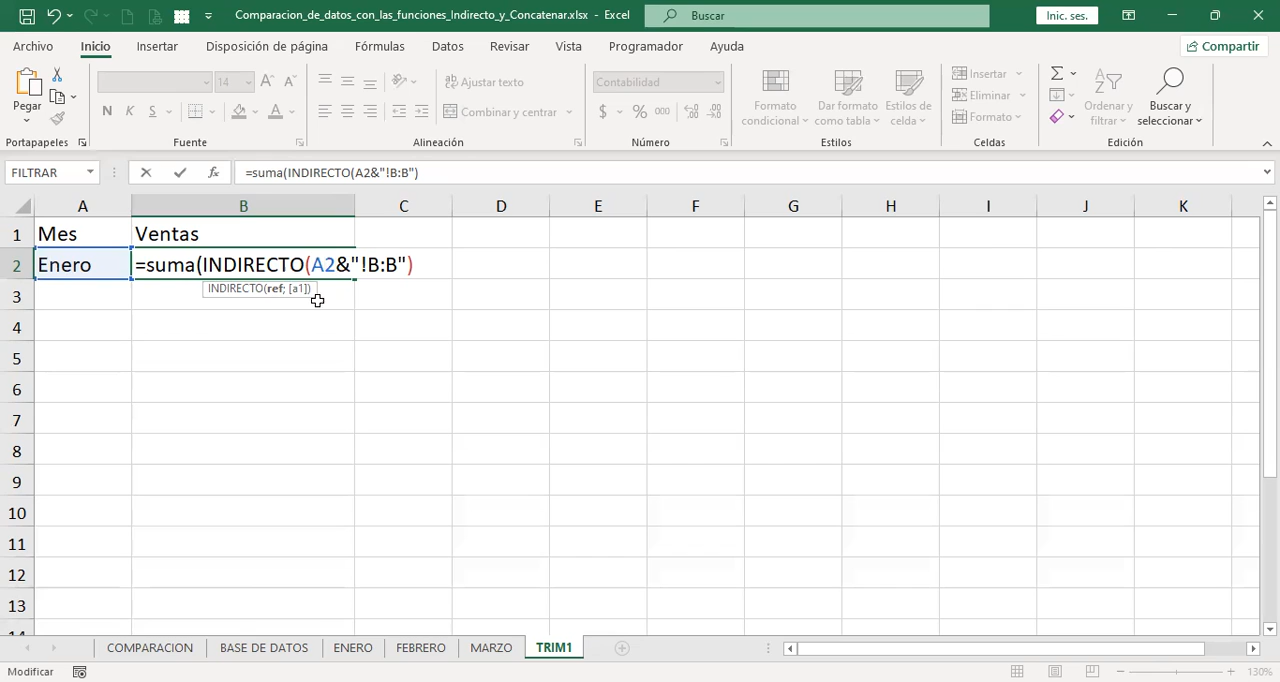 Comparacion_de_datos_con_las_funciones_Indirecto_y_Concatenar.xlsx - Excel
Buscar
Inic. ses.
Archivo Inicio Insertar Disposición de página Fórmulas Datos Revisar Vista Programador Ayuda Compartir
Pegar
14
Ajustar texto
Contabilidad
Insertar
N K S
Combinar y centrar
$ % 000
Eliminar
Formato
Formato condicional
Dar formato como tabla
Estilos de celda
Ordenar y filtrar
Buscar y seleccionar
Portapapeles Fuente Alineación Número Estilos Celdas Edición
FILTRAR fx =suma(INDIRECTO(A2&"!B:B")
A B C D E F G H I J K
1 Mes Ventas
2 Enero =suma(INDIRECTO(A2&"!B:B")
INDIRECTO(ref; [a1])
3
4
5
6
7
8
9
10
11
12
13
14
COMPARACION BASE DE DATOS ENERO FEBRERO MARZO TRIM1
Modificar 130%